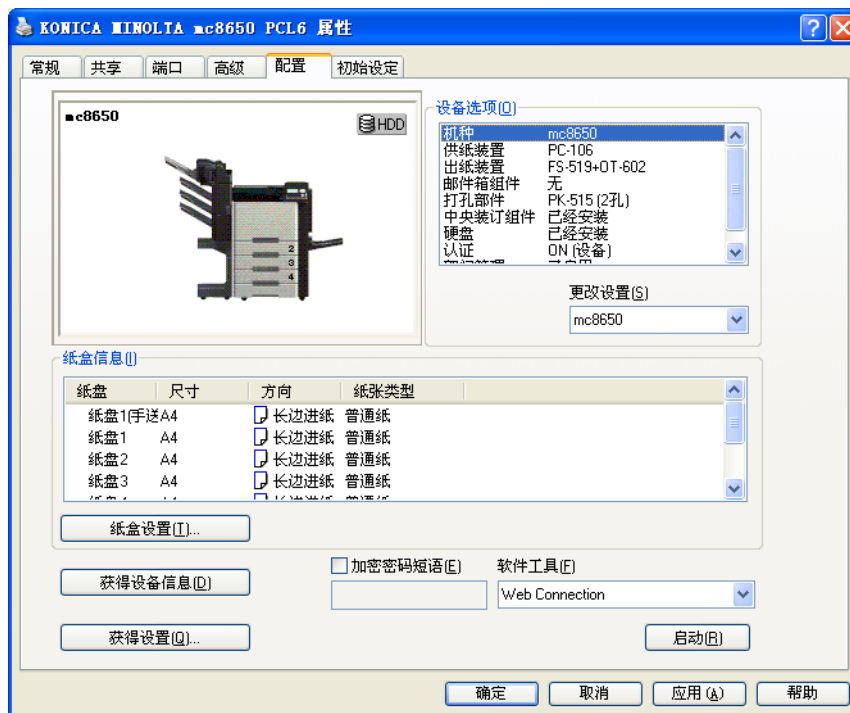 KONICA MINOLTA mc8650 PCL6 属性
常规 共享 端口 高级 配置 初始设定
mc8650
HDD
2
3
4
设备选项(O)
机种 mc8650
供纸装置 PC-106
出纸装置 FS-519+OT-602
邮件箱组件 无
打孔部件 PK-515 (2孔)
中央装订组件 已经安装
硬盘 已经安装
认证 ON (设备)
更改设置(S)
mc8650
纸盒信息(I)
纸盘 尺寸 方向 纸张类型
纸盘1(手送 A4 长边进纸 普通纸
纸盘1 A4 长边进纸 普通纸
纸盘2 A4 长边进纸 普通纸
纸盘3 A4 长边进纸 普通纸
纸盒设置(T)...
获得设备信息(D)
加密密码短语(E)
软件工具(F)
Web Connection
获得设置(Q)...
启动(R)
确定 取消 应用(A) 帮助